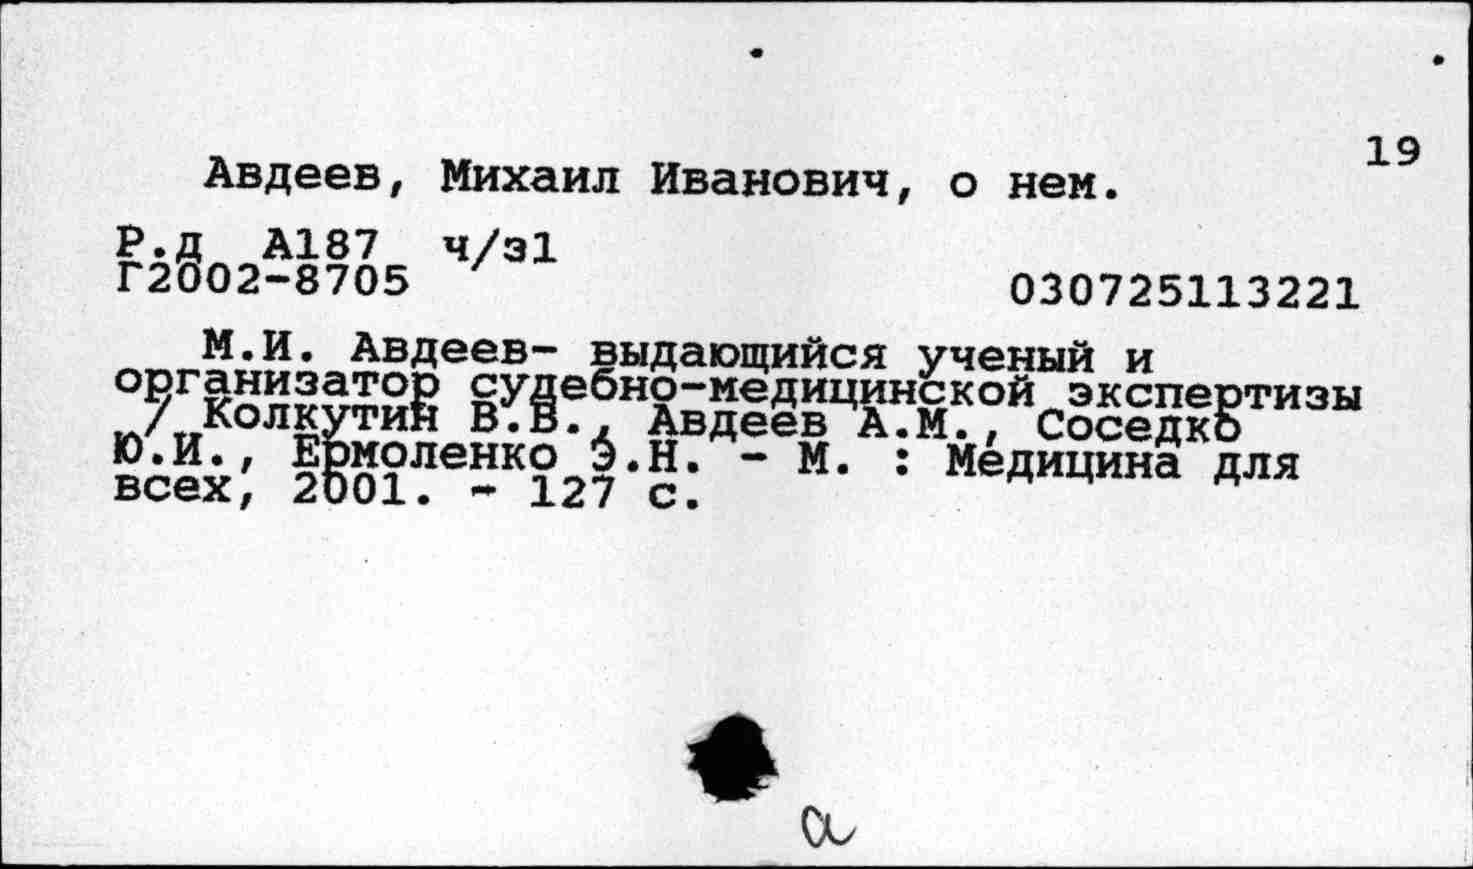 19
Авдеев, Михаил Иванович, о нем.
Р.Д А187 ч/з1
Г2002-8705 030725113221
М.И. Авдеев- выдающийся ученый и
организатор судебно-медицинской экспертизы
/ Колкутин В.В., Авдеев А.М., Соседко
Ю.И., Ермоленко Э.Н. - М. : Медицина для
всех, 2001. - 127 с.
а